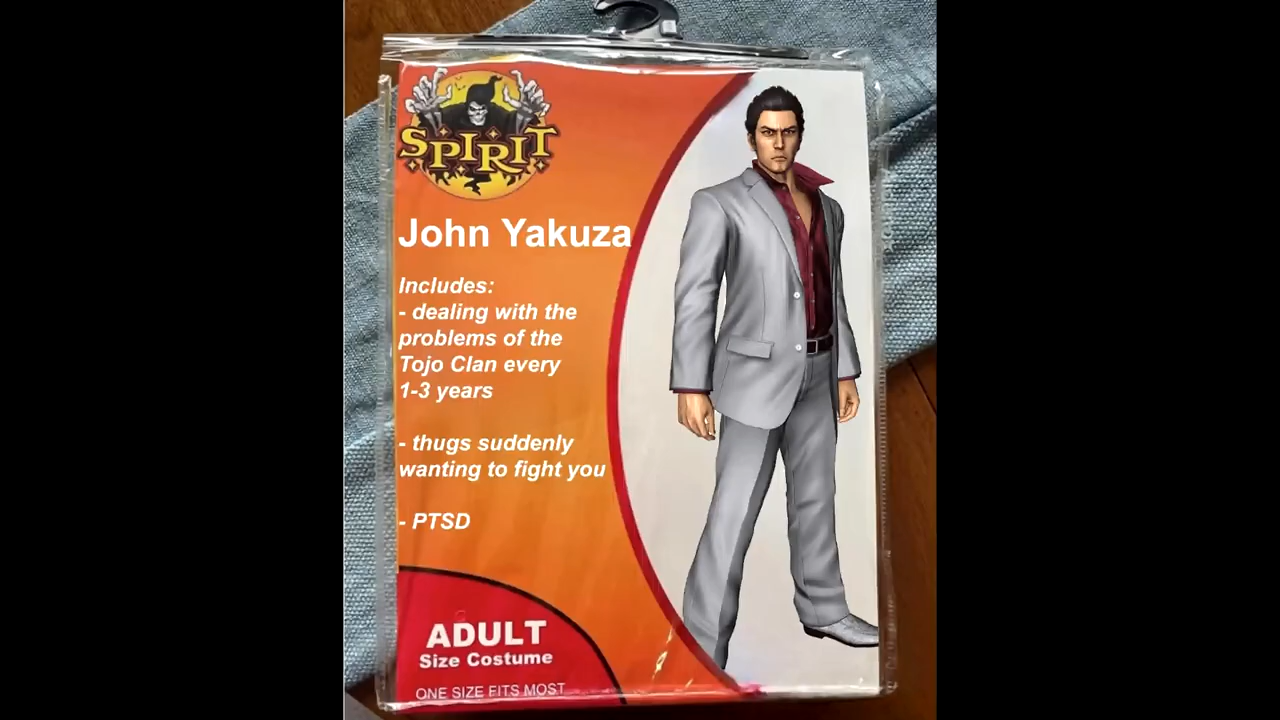 SPIRIT
John Yakuza
Includes:
- dealing with the
problems of the
Tojo Clan every
1-3 years
- thugs suddenly
wanting to fight you
- PTSD
ADULT
Size Costume
ONE SIZE FITS MOST